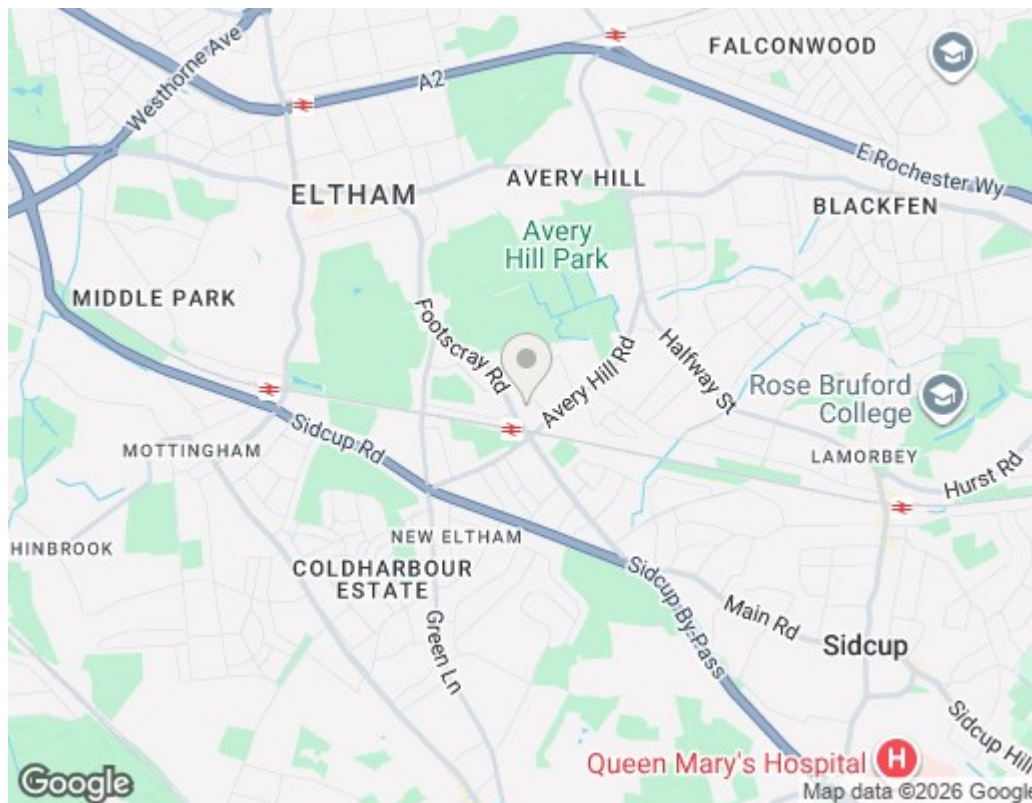 Westhorne Ave
A2
FALCONWOOD
E Rochester Wy
ELTHAM
AVERY HILL
BLACKFEN
Avery
Hill Park
MIDDLE PARK
Footscray Rd
Avery Hill Rd
Halfway St
Rose Bruford
College
Sidcup Rd
MOTTINGHAM
LAMORBEY
Hurst Rd
HINBROOK
NEW ELTHAM
COLDHARBOUR
ESTATE
Green Ln
Sidcup By-Pass
Main Rd
Sidcup
Sidcup Hill
Queen Mary's Hospital
H
Google
Map data ©2026 Google